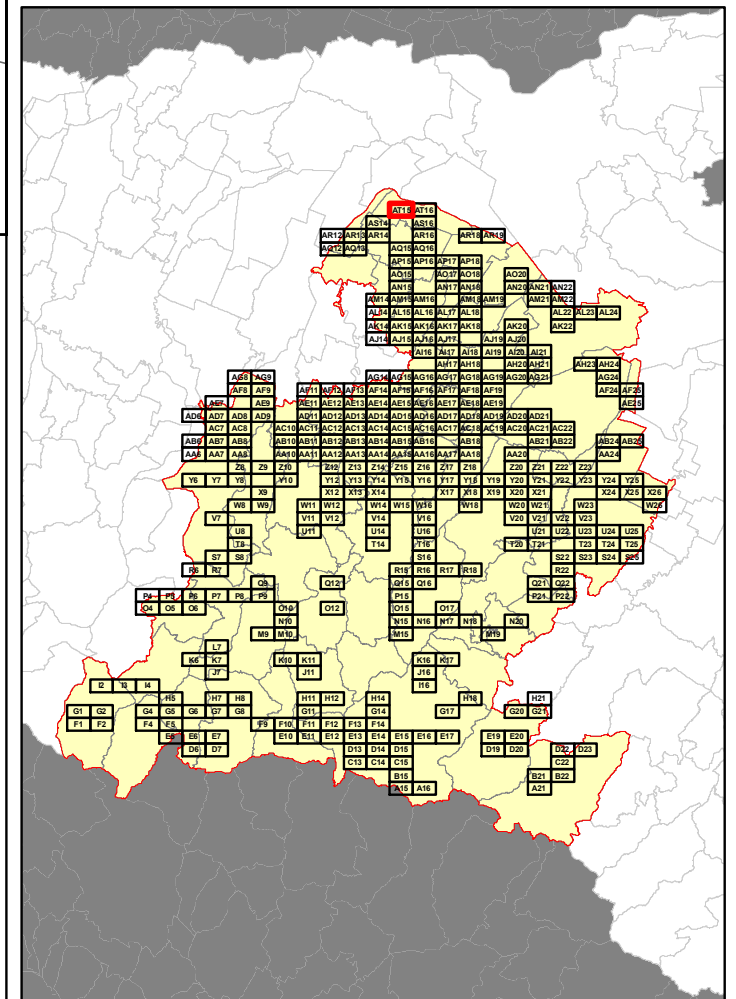 AT15 AT16
AS14 AS16
AR12 AR13 AR14 AR16 AR18 AR19
AQ12 AQ13 AQ15 AQ16
AP15 AP16 AP17 AP18
AO15 AO17 AO18 AO20
AN15 AN17 AN18 AN20 AN21 AN22
AM14 AM15 AM16 AM18 AM19 AM21 AM22
AL14 AL15 AL16 AL17 AL18 AL22 AL23 AL24
AK14 AK15 AK16 AK17 AK18 AK20 AK22
AJ14 AJ15 AJ16 AJ17 AJ19 AJ20
AI16 AI17 AI18 AI19 AI20 AI21
AH17 AH18 AH20 AH21 AH23 AH24
AG8 AG9 AG14 AG15 AG16 AG17 AG18 AG20 AG21 AG24
AF8 AF9 AF11 AF12 AF13 AF14 AF15 AF16 AF17 AF18 AF19 AF24 AF25
AE7 AE9 AE11 AE12 AE13 AE14 AE15 AE16 AE17 AE18 AE19 AE25
AD6 AD7 AD8 AD9 AD11 AD12 AD13 AD14 AD15 AD16 AD17 AD18 AD19 AD20 AD21
AC7 AC8 AC10 AC11 AC12 AC13 AC14 AC15 AC16 AC17 AC18 AC19 AC20 AC21 AC22
AB6 AB7 AB8 AB10 AB11 AB12 AB13 AB14 AB15 AB16 AB18 AB21 AB22 AB24 AB25
AA6 AA7 AA8 AA10 AA11 AA12 AA13 AA14 AA15 AA16 AA17 AA18 AA20 AA24
Z8 Z9 Z10 Z12 Z13 Z14 Z15 Z16 Z17 Z18 Z20 Z21 Z22 Z23
Y6 Y7 Y8 Y10 Y12 Y13 Y14 Y15 Y16 Y17 Y18 Y19 Y20 Y21 Y22 Y23 Y24 Y25
X9 X12 X13 X14 X17 X18 X19 X20 X21 X24 X25 X26
W8 W9 W11 W12 W14 W15 W16 W18 W20 W21 W23 W26
V7 V11 V12 V14 V16 V20 V21 V22 V23
U8 U11 U14 U16 U21 U22 U23 U24 U25
T8 T14 T16 T20 T21 T23 T24 T25
S7 S8 S16 S22 S23 S24 S25
R6 R7 R15 R16 R17 R18 R22
Q9 Q12 Q15 Q16 Q21 Q22
P4 P5 P6 P7 P8 P9 P15 P21 P22
O4 O5 O6 O10 O12 O15 O17
N10 N15 N16 N17 N18 N20
M9 M10 M15 M19
L7
K6 K7 K10 K11 K16 K17
J7 J11 J16
I2 I3 I4 I16
H5 H7 H8 H11 H12 H14 H18 H21
G1 G2 G4 G5 G6 G7 G8 G11 G17 G20 G21
F1 F2 F4 F5 F9 F10 F11 F12 F13 F14
E5 E6 E7 E10 E11 E12 E13 E14 E15 E16 E17 E19 E20
D6 D7 D13 D14 D15 D19 D20 D22 D23
C13 C14 C15 C22
B15 B21 B22
A15 A16 A21